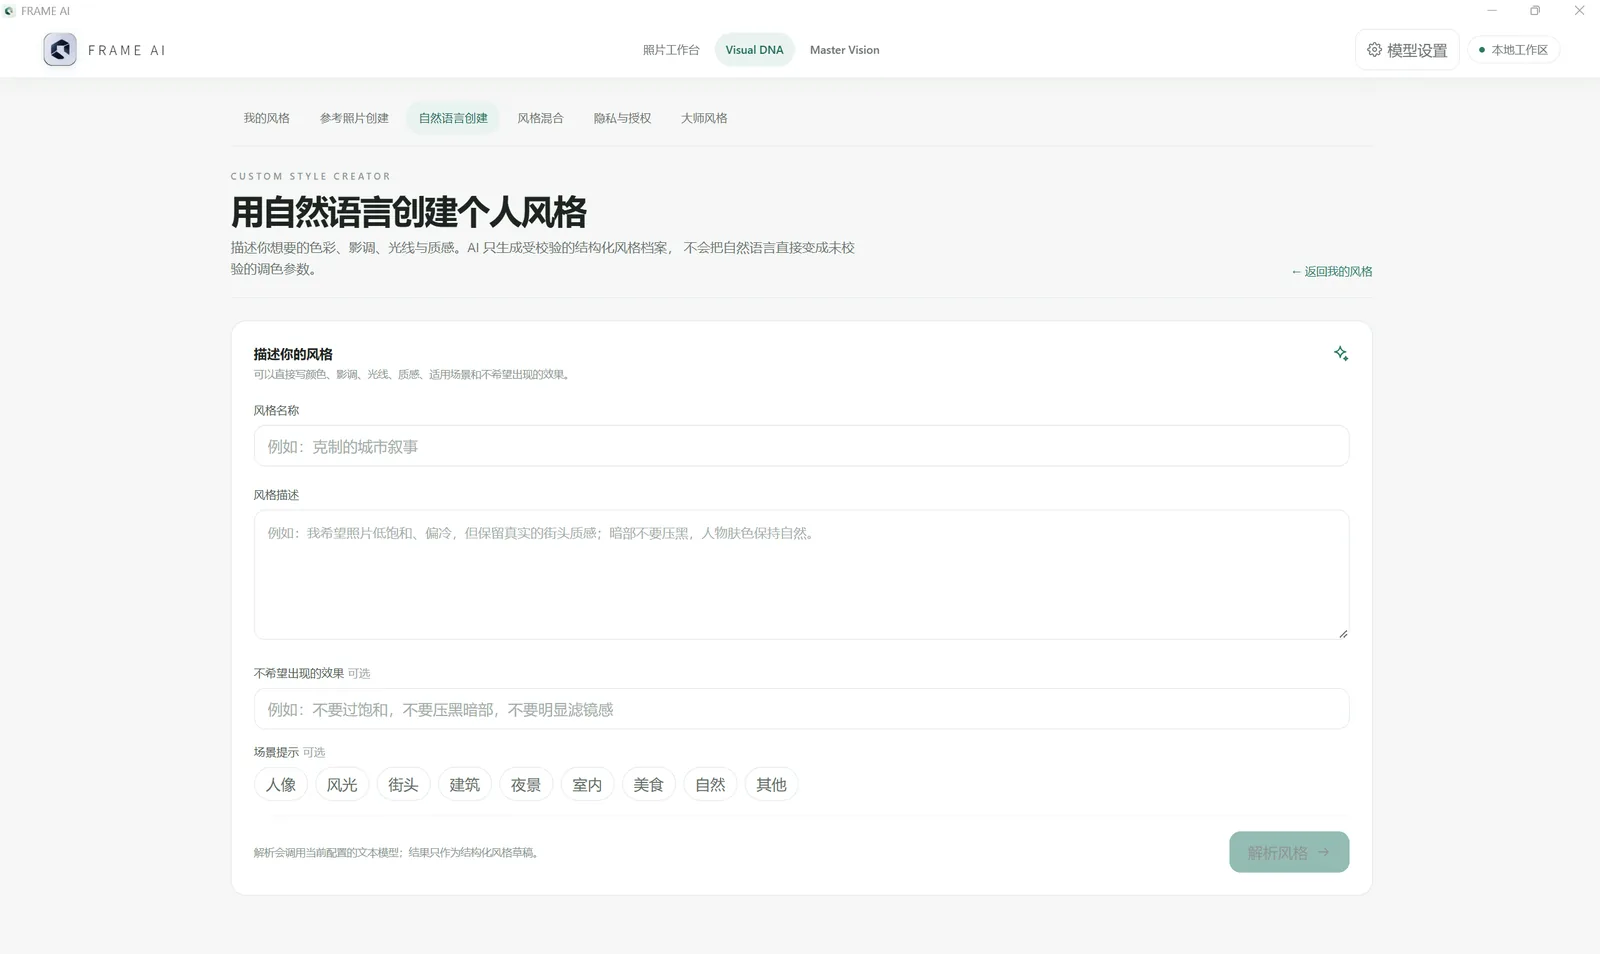 FRAME AI
FRAME AI
照片工作台
Visual DNA
Master Vision
模型设置
本地工作区
我的风格
参考照片创建
自然语言创建
风格混合
隐私与授权
大师风格
CUSTOM STYLE CREATOR
用自然语言创建个人风格
描述你想要的色彩、影调、光线与质感。AI 只生成受校验的结构化风格档案， 不会把自然语言直接变成未校
验的调色参数。
← 返回我的风格
描述你的风格
可以直接写颜色、影调、光线、质感、适用场景和不希望出现的效果。
风格名称
例如：克制的城市叙事
风格描述
例如：我希望照片低饱和、偏冷，但保留真实的街头质感；暗部不要压黑，人物肤色保持自然。
不希望出现的效果 可选
例如：不要过饱和，不要压黑暗部，不要明显滤镜感
场景提示 可选
人像
风光
街头
建筑
夜景
室内
美食
自然
其他
解析会调用当前配置的文本模型；结果只作为结构化风格草稿。
解析风格 →